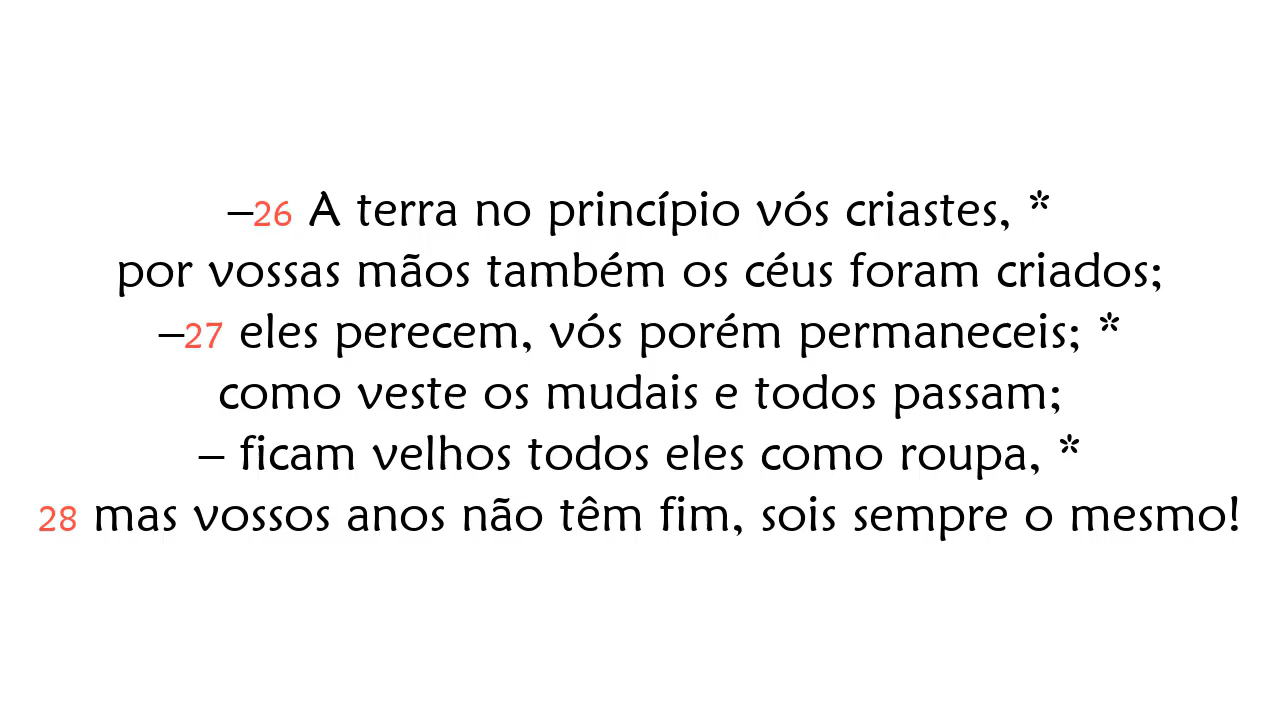 –26 A terra no princípio vós criastes, *
por vossas mãos também os céus foram criados;
–27 eles perecem, vós porém permaneceis; *
como veste os mudais e todos passam;
– ficam velhos todos eles como roupa, *
28 mas vossos anos não têm fim, sois sempre o mesmo!